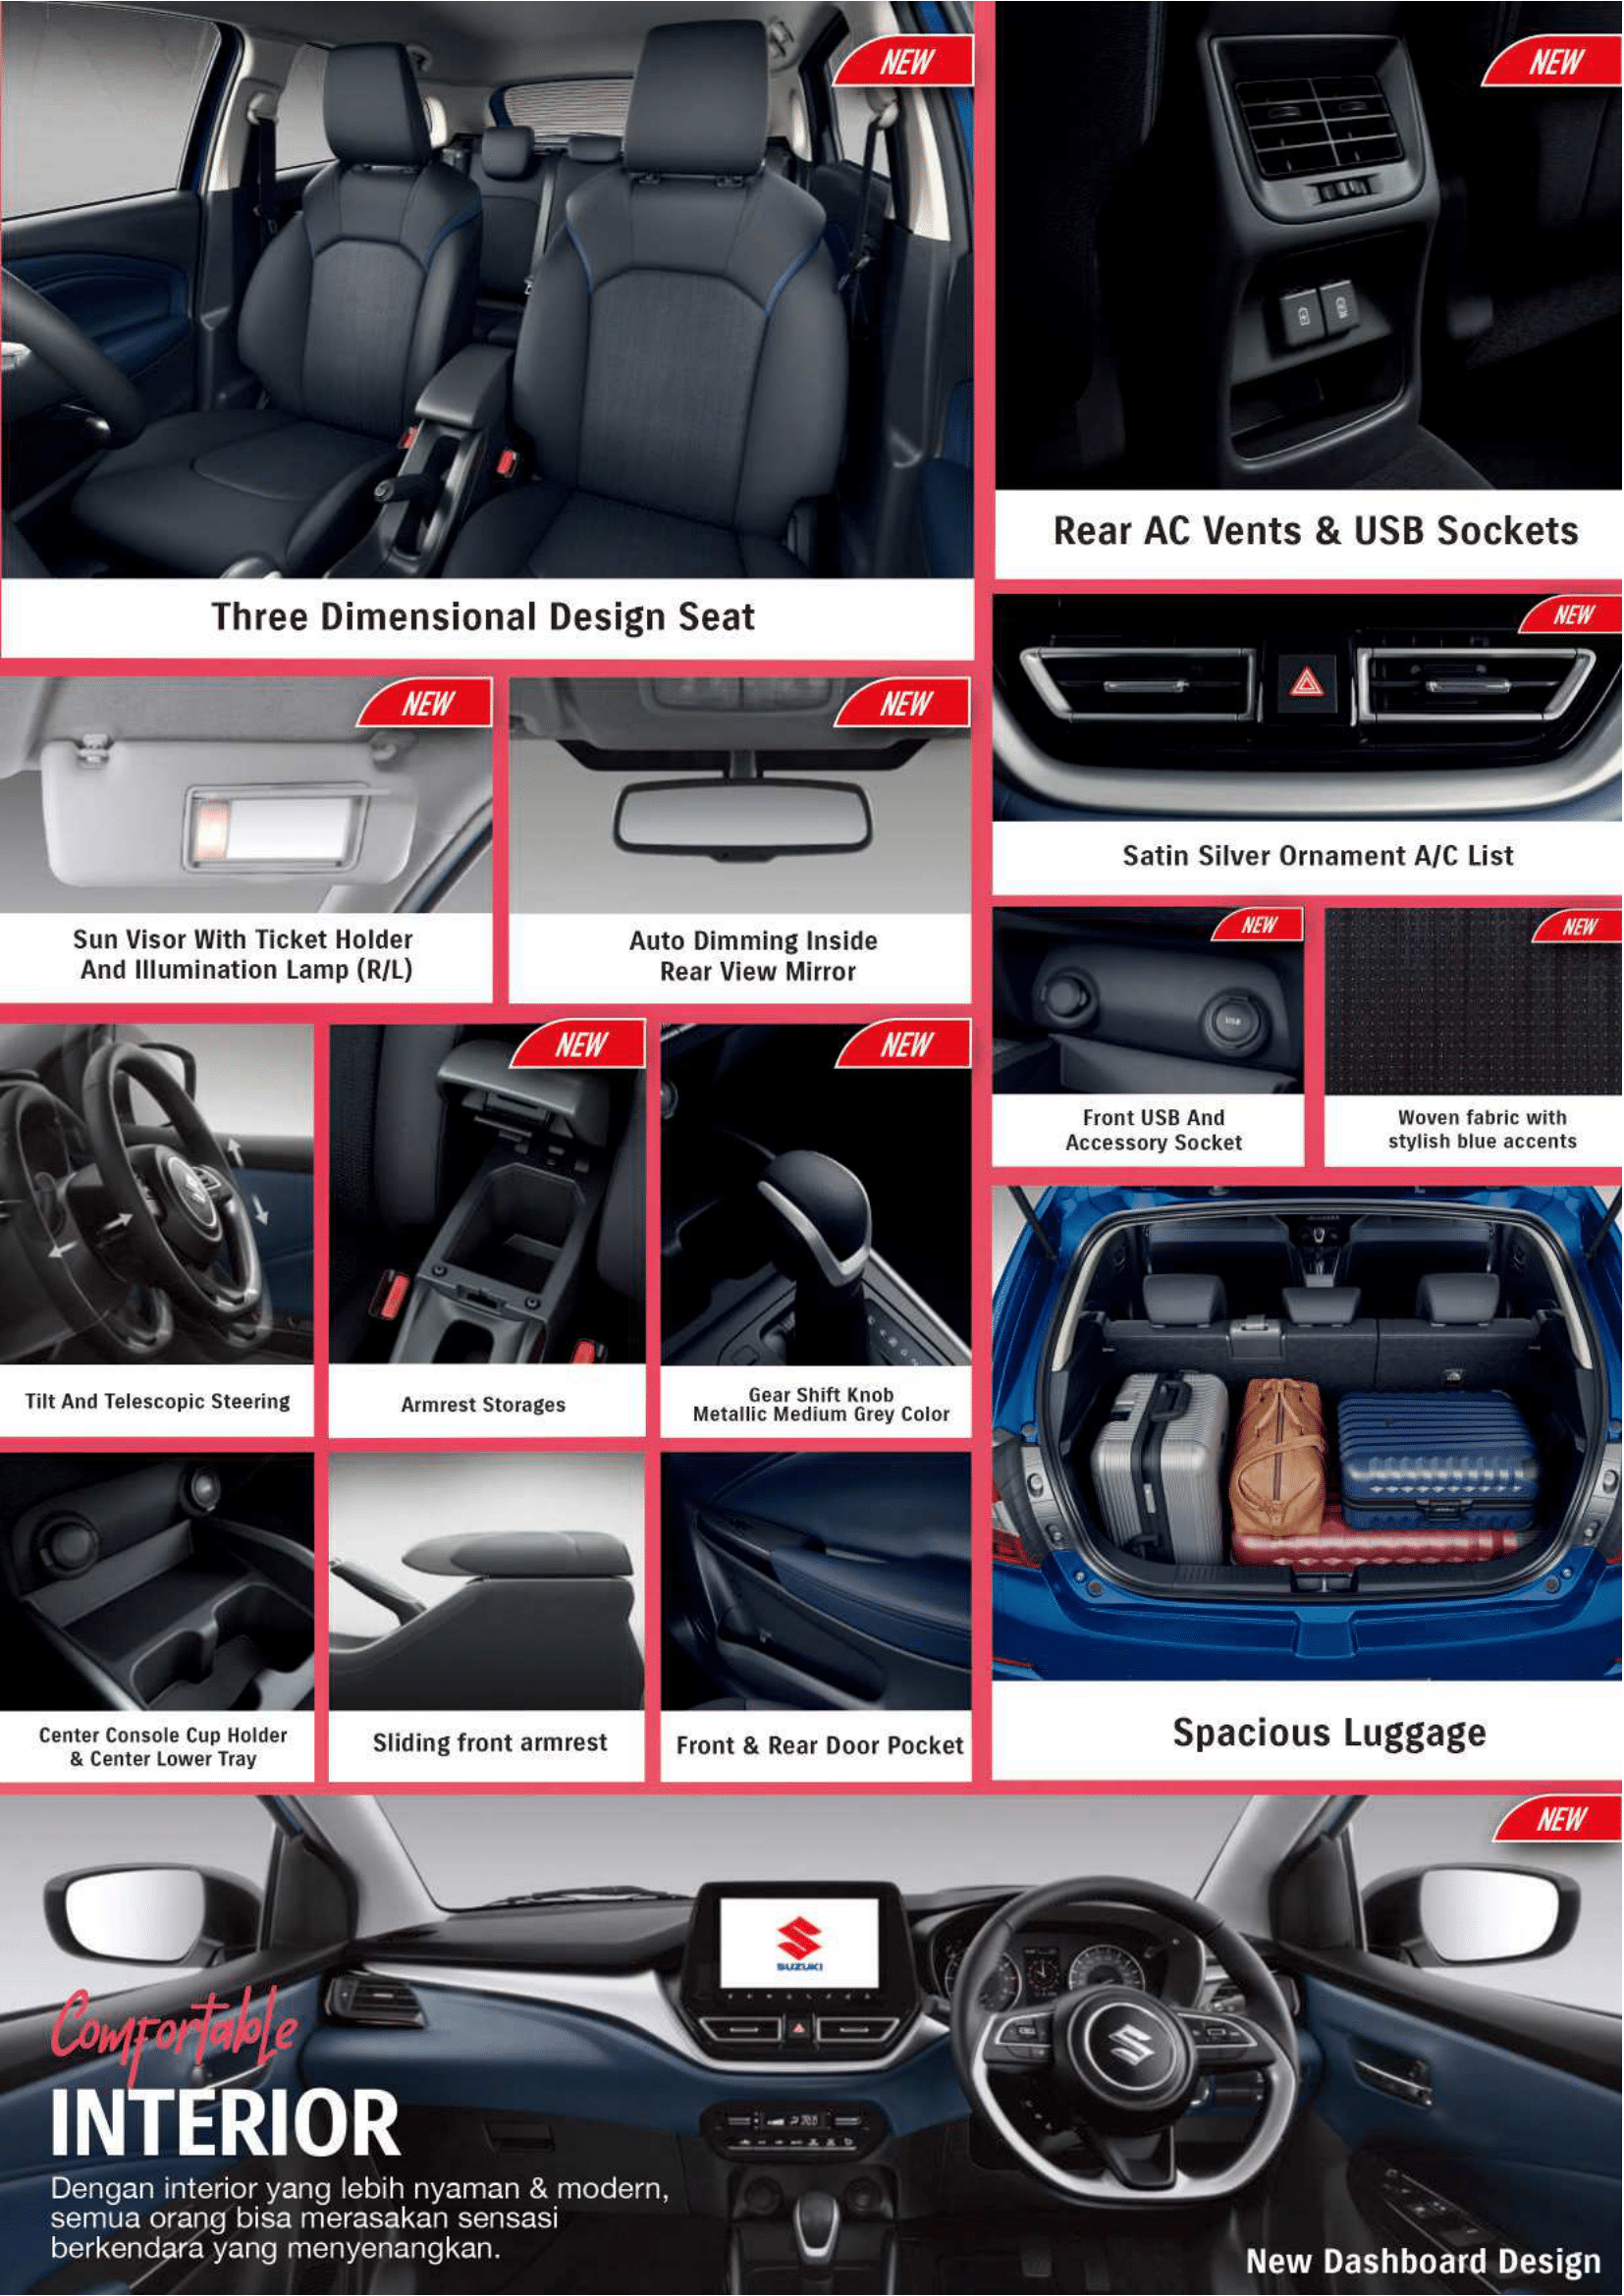 NEW
Three Dimensional Design Seat
NEW
Rear AC Vents & USB Sockets
NEW
Sun Visor With Ticket Holder
And Illumination Lamp (R/L)
NEW
Auto Dimming Inside
Rear View Mirror
NEW
Satin Silver Ornament A/C List
NEW
USB
Front USB And
Accessory Socket
NEW
Woven fabric with
stylish blue accents
Tilt And Telescopic Steering
NEW
Armrest Storages
NEW
Gear Shift Knob
Metallic Medium Grey Color
Center Console Cup Holder
& Center Lower Tray
Sliding front armrest
Front & Rear Door Pocket
Spacious Luggage
NEW
SUZUKI
Comfortable
INTERIOR
Dengan interior yang lebih nyaman & modern,
semua orang bisa merasakan sensasi
berkendara yang menyenangkan.
New Dashboard Design